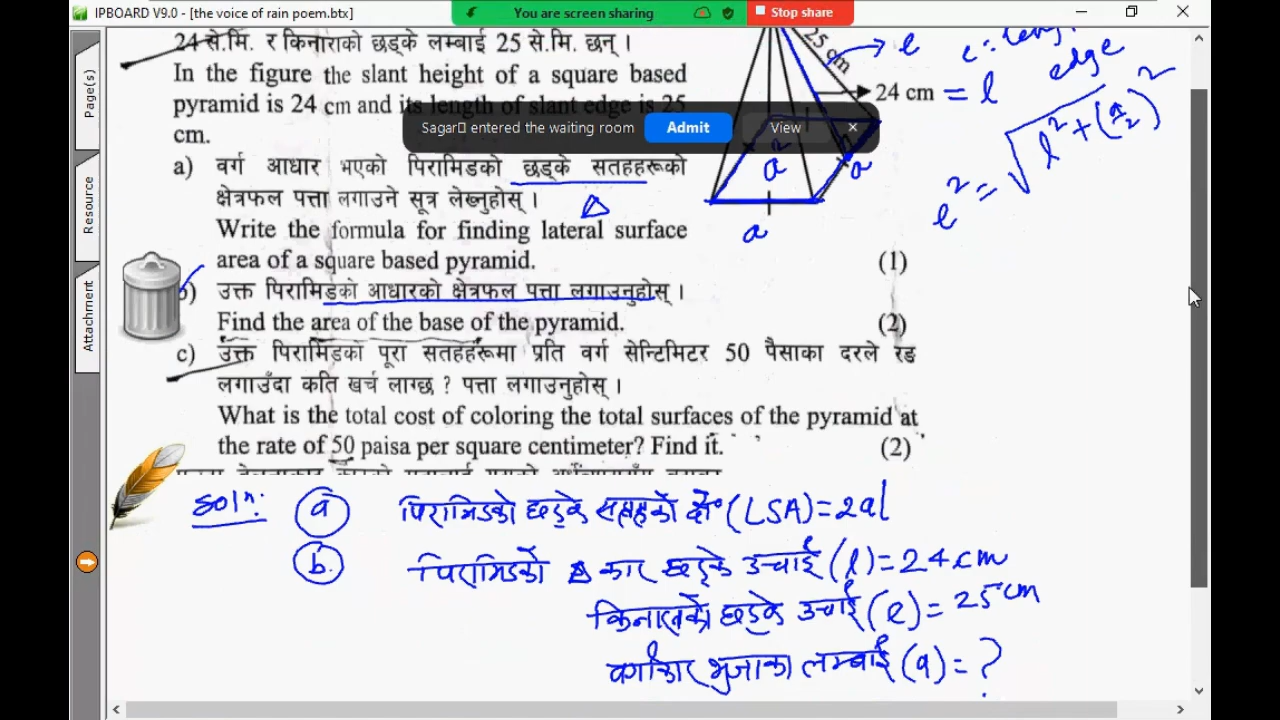 IPBOARD V9.0 - [the voice of rain poem.btx]
You are screen sharing
Stop share
Page(s)
Resource
Attachment
24 से.मि. र किनाराको छड्के लम्बाई 25 से.मि. छन् ।
In the figure the slant height of a square based
pyramid is 24 cm and its length of slant edge is 25
cm.
Sagar entered the waiting room
Admit
View
a) वर्ग आधार भएको पिरामिडको छड्के सतहहरूको
क्षेत्रफल पत्ता लगाउने सूत्र लेख्नुहोस् ।
Write the formula for finding lateral surface
area of a square based pyramid. (1)
b) उक्त पिरामिडको आधारको क्षेत्रफल पत्ता लगाउनुहोस् ।
Find the area of the base of the pyramid. (2)
c) उक्त पिरामिडको पूरा सतहहरूमा प्रति वर्ग सेन्टिमिटर 50 पैसाका दरले रङ
लगाउँदा कति खर्च लाग्छ ? पत्ता लगाउनुहोस् ।
What is the total cost of coloring the total surfaces of the pyramid at
the rate of 50 paisa per square centimeter? Find it. (2)
25 cm
e
edge
24 cm = l
a²
a
a
e² = √l² + (a/2)²
Solⁿ: (a) पिरामिडको छड्के सतहको क्षे० (LSA) = 2al
(b.) पिरामिडको Δ कार छड्के उचाई (l) = 24 cm
किनाराको छड्के उचाई (e) = 25 cm
वर्गाकार भुजाको लम्बाई (a) = ?